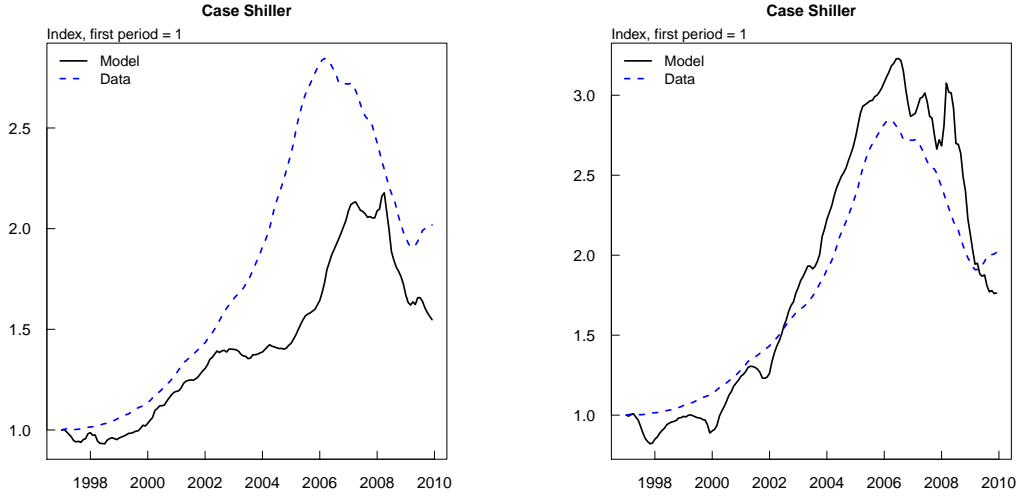 Case Shiller
Index, first period = 1
Model
Data
2.5
2.0
1.5
1.0
1998 2000 2002 2004 2006 2008 2010
Case Shiller
Index, first period = 1
Model
Data
3.0
2.5
2.0
1.5
1.0
1998 2000 2002 2004 2006 2008 2010